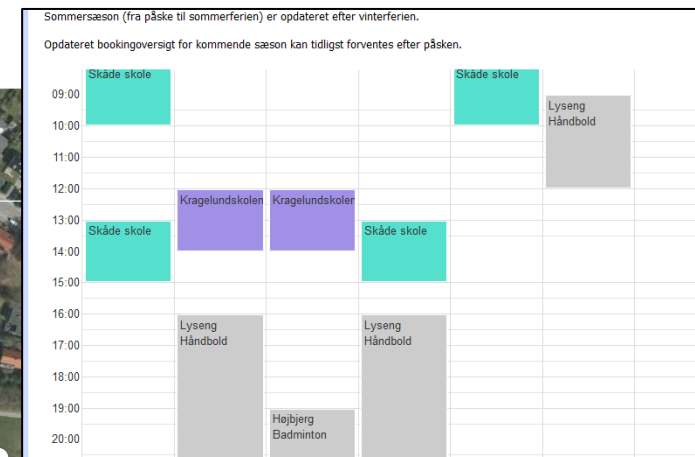 Sommersæson (fra påske til sommerferien) er opdateret efter vinterferien.
Opdateret bookingoversigt for kommende sæson kan tidligst forventes efter påsken.
Skåde skole
Skåde skole
09:00
Lyseng
Håndbold
10:00
11:00
12:00
Kragelundskolen
Kragelundskolen
13:00
Skåde skole
Skåde skole
14:00
15:00
16:00
Lyseng
Håndbold
Lyseng
Håndbold
17:00
18:00
19:00
Højbjerg
Badminton
20:00